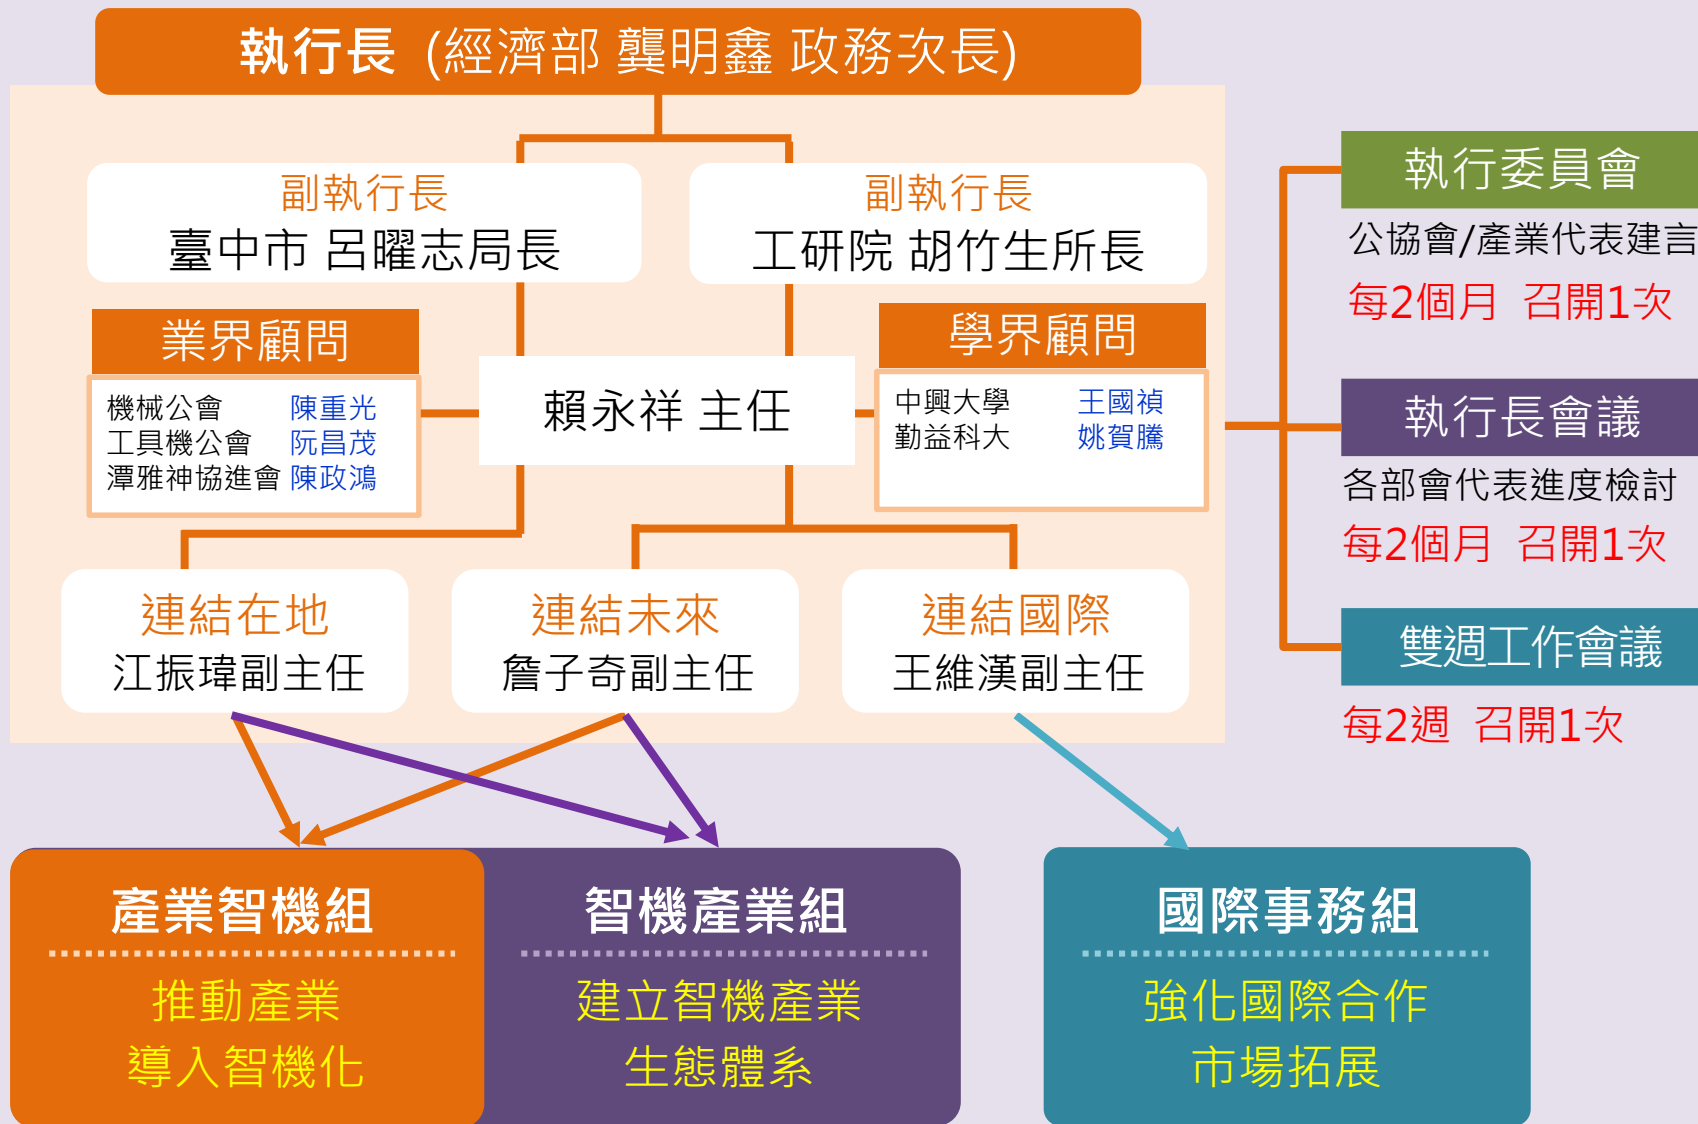 執行長 (經濟部 龔明鑫 政務次長)
副執行長
臺中市 呂曜志局長
副執行長
工研院 胡竹生所長
業界顧問
機械公會 陳重光
工具機公會 阮昌茂
潭雅神協進會 陳政鴻
賴永祥 主任
學界顧問
中興大學 王國禎
勤益科大 姚賀騰
連結在地
江振瑋副主任
連結未來
詹子奇副主任
連結國際
王維漢副主任
執行委員會
公協會/產業代表建言
每2個月 召開1次
執行長會議
各部會代表進度檢討
每2個月 召開1次
雙週工作會議
每2週 召開1次
產業智機組
推動產業
導入智機化
智機產業組
建立智機產業
生態體系
國際事務組
強化國際合作
市場拓展